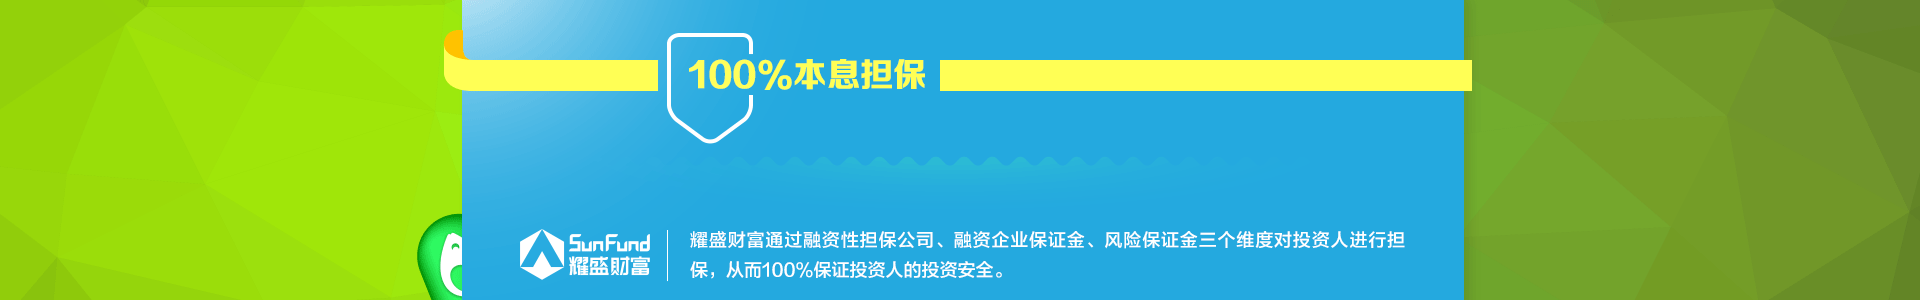 100%本息担保
SunFund
耀盛财富
耀盛财富通过融资性担保公司、融资企业保证金、风险保证金三个维度对投资人进行担
保，从而100%保证投资人的投资安全。